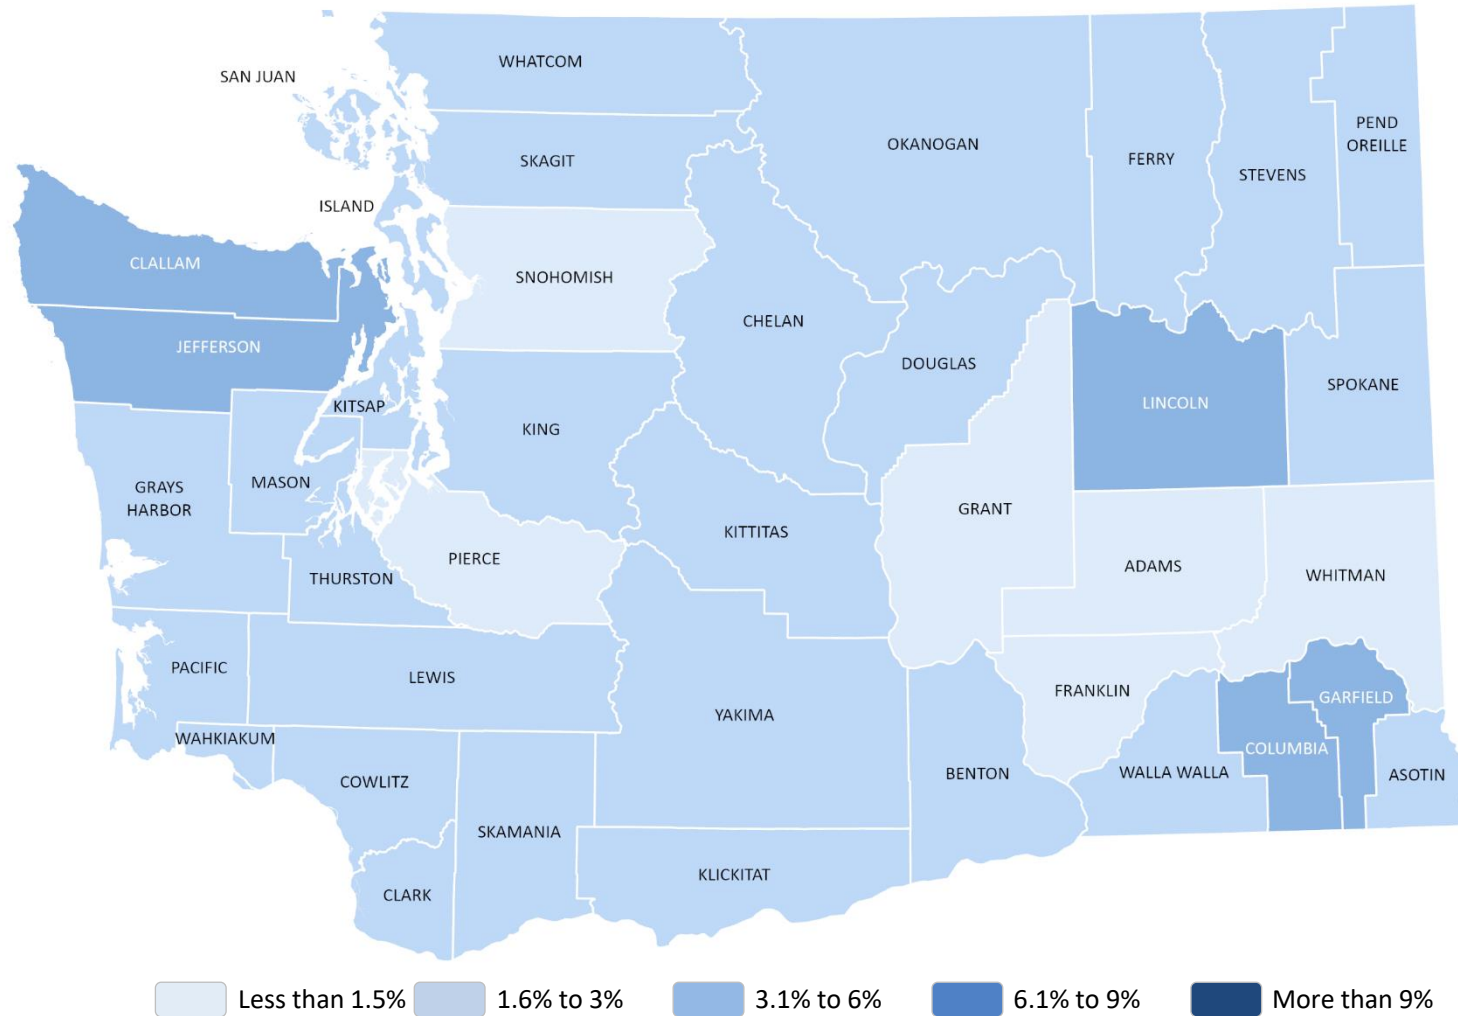 WHATCOM
SAN JUAN
SKAGIT
OKANOGAN
FERRY
STEVENS
PEND
OREILLE
ISLAND
CLALLAM
SNOHOMISH
CHELAN
JEFFERSON
DOUGLAS
KITSAP
KING
LINCOLN
SPOKANE
GRAYS
HARBOR
MASON
GRANT
KITTITAS
PIERCE
THURSTON
ADAMS
WHITMAN
PACIFIC
LEWIS
YAKIMA
FRANKLIN
GARFIELD
WAHKIAKUM
COLUMBIA
COWLITZ
BENTON
WALLA WALLA
ASOTIN
SKAMANIA
KLICKITAT
CLARK
Less than 1.5% 1.6% to 3% 3.1% to 6% 6.1% to 9% More than 9%